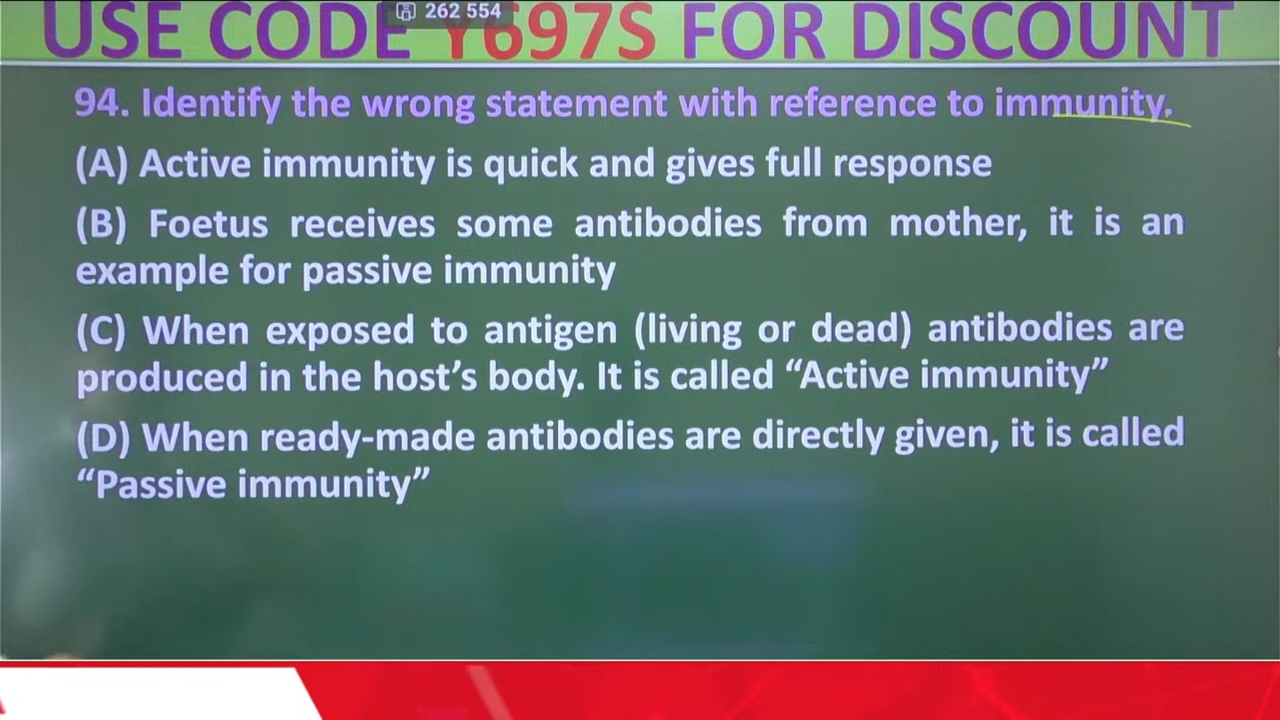 USE CODE Y697S FOR DISCOUNT
262 554
94. Identify the wrong statement with reference to immunity.
(A) Active immunity is quick and gives full response
(B) Foetus receives some antibodies from mother, it is an
example for passive immunity
(C) When exposed to antigen (living or dead) antibodies are
produced in the host’s body. It is called “Active immunity”
(D) When ready-made antibodies are directly given, it is called
“Passive immunity”